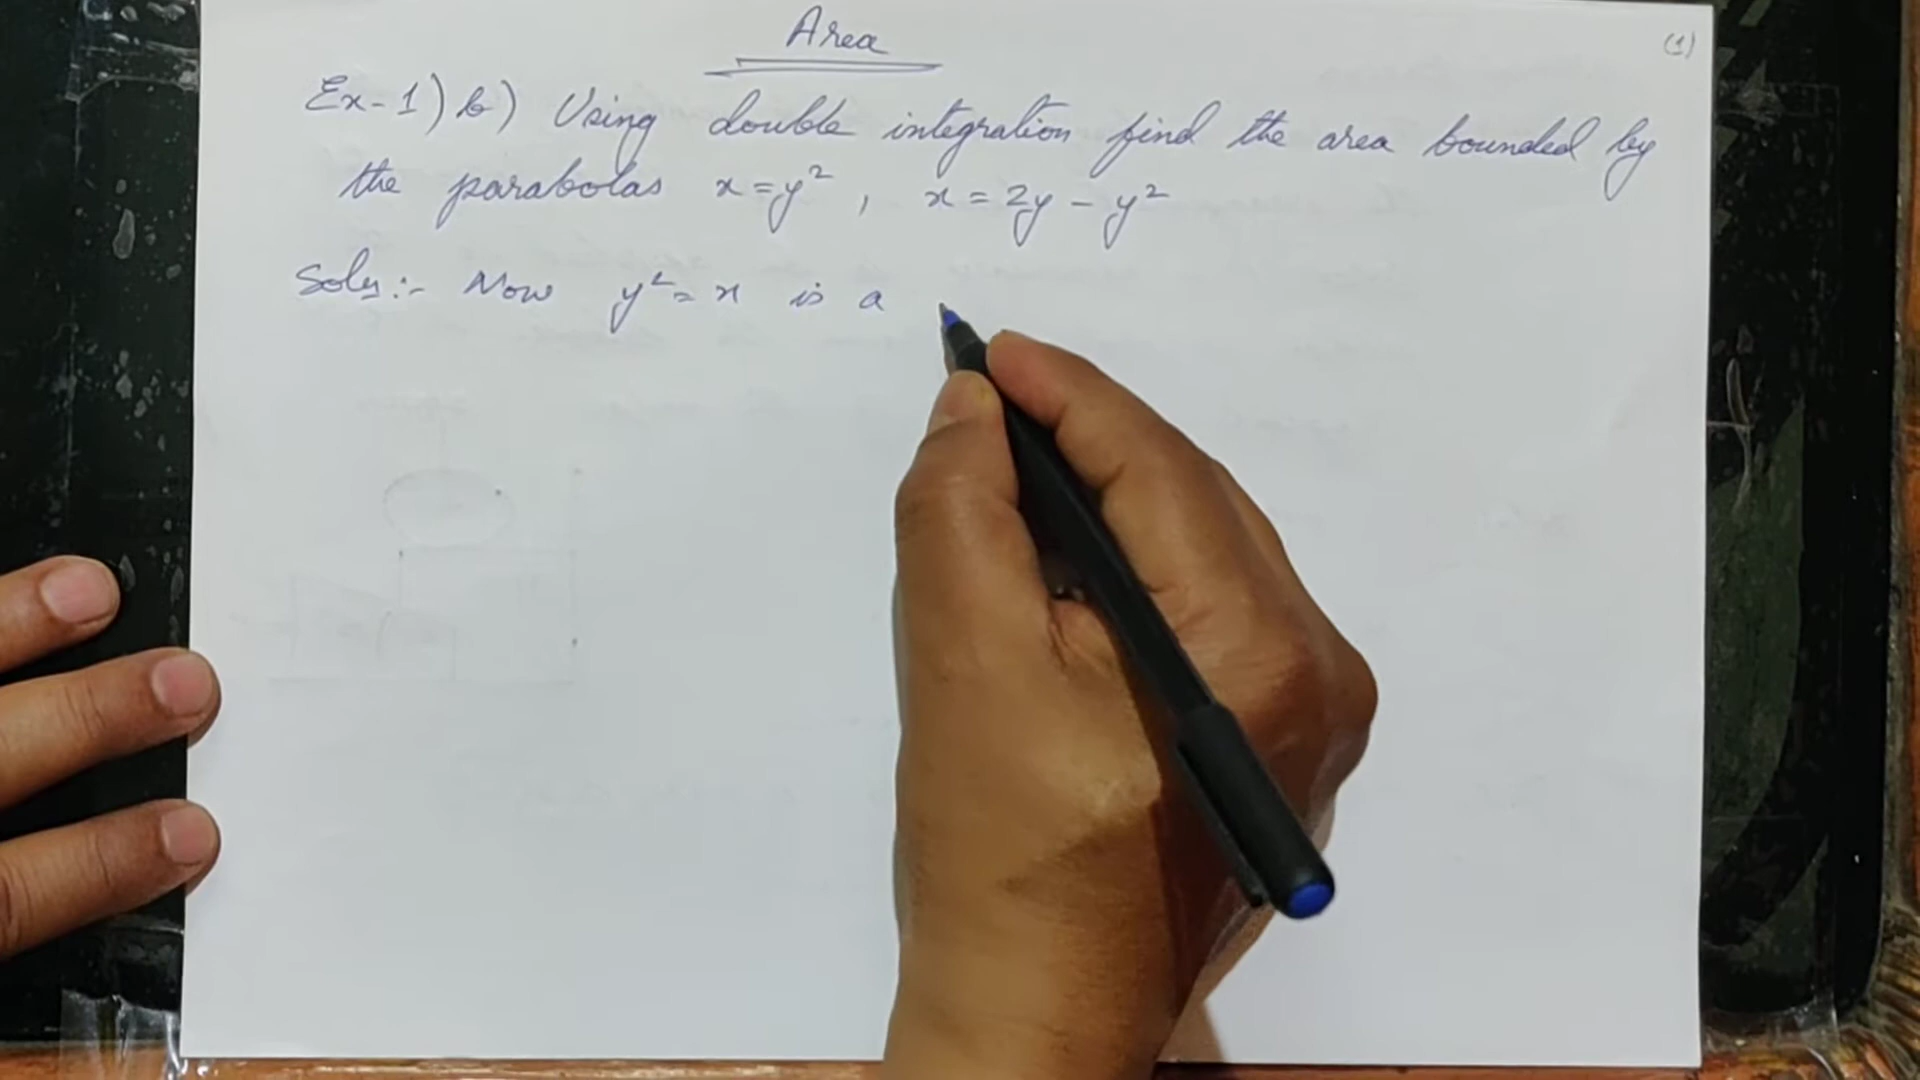 Area
(1)
Ex-1) b) Using double integration find the area bounded by
the parabolas x = y², x = 2y - y²
Soln:- Now y² = x is a